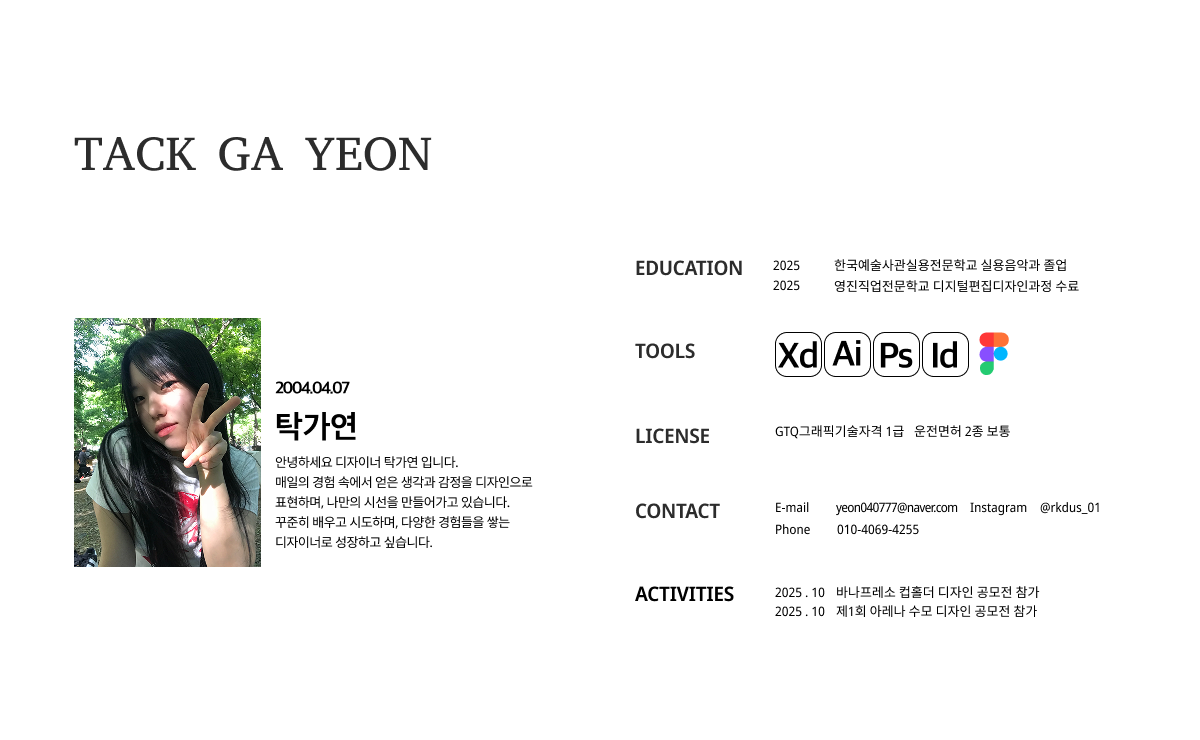 TACK GA YEON
2004.04.07
탁가연
안녕하세요 디자이너 탁가연 입니다.
매일의 경험 속에서 얻은 생각과 감정을 디자인으로
표현하며, 나만의 시선을 만들어가고 있습니다.
꾸준히 배우고 시도하며, 다양한 경험들을 쌓는
디자이너로 성장하고 싶습니다.
EDUCATION
2025 한국예술사관실용전문학교 실용음악과 졸업
2025 영진직업전문학교 디지털편집디자인과정 수료
TOOLS
Xd Ai Ps Id
LICENSE
GTQ그래픽기술자격 1급 운전면허 2종 보통
CONTACT
E-mail yeon040777@naver.com Instagram @rkdus_01
Phone 010-4069-4255
ACTIVITIES
2025 . 10 바나프레소 컵홀더 디자인 공모전 참가
2025 . 10 제1회 아레나 수모 디자인 공모전 참가